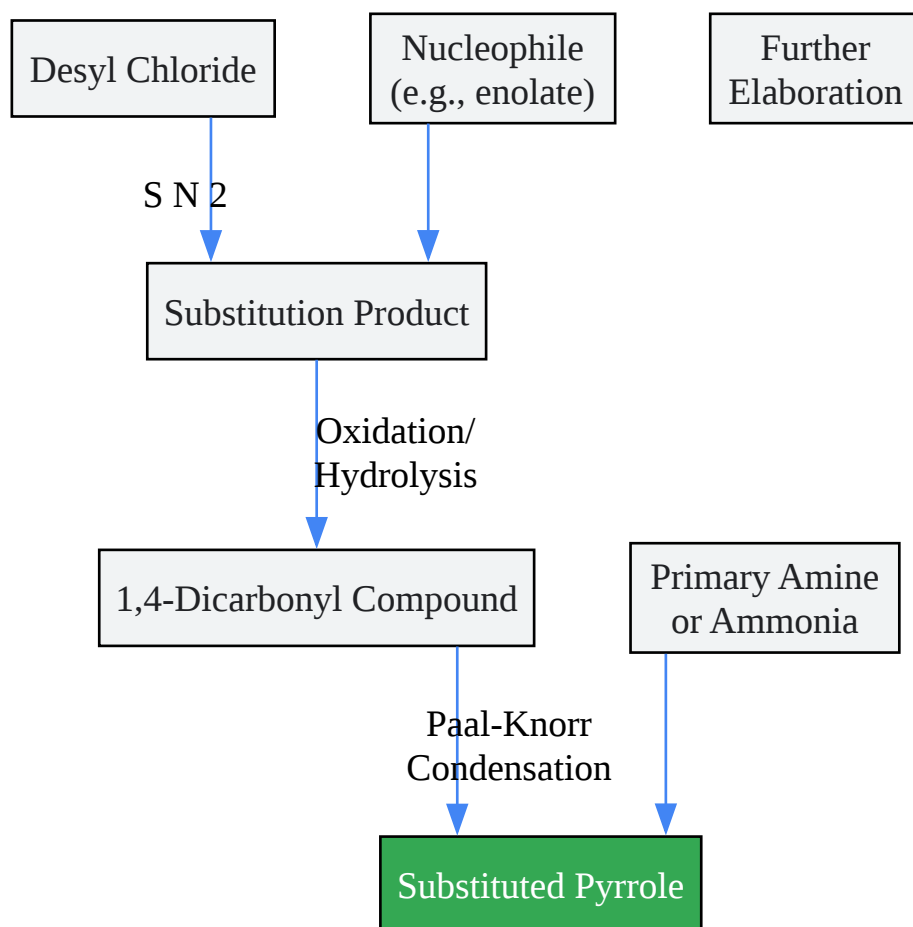 Desyl Chloride
Nucleophile
(e.g., enolate)
Further
Elaboration
S N 2
Substitution Product
Oxidation/
Hydrolysis
1,4-Dicarbonyl Compound
Primary Amine
or Ammonia
Paal-Knorr
Condensation
Substituted Pyrrole